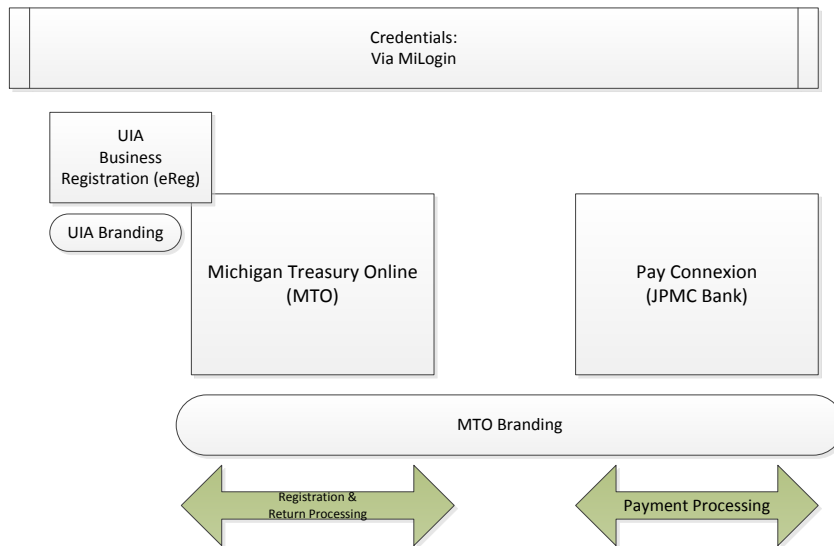 Credentials:
Via MiLogin
UIA
Business
Registration (eReg)
UIA Branding
Michigan Treasury Online
(MTO)
Pay Connexion
(JPMC Bank)
MTO Branding
Registration &
Return Processing
Payment Processing